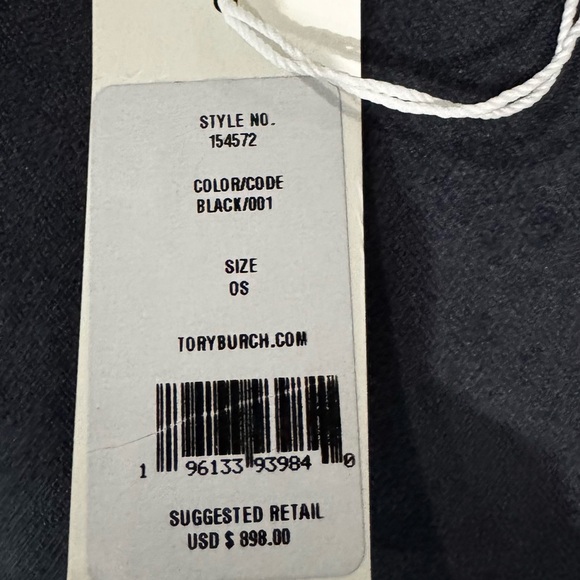 STYLE NO.
154572
COLOR/CODE
BLACK/001
SIZE
OS
TORYBURCH.COM
1 96133 93984 0
SUGGESTED RETAIL
USD $ 898.00